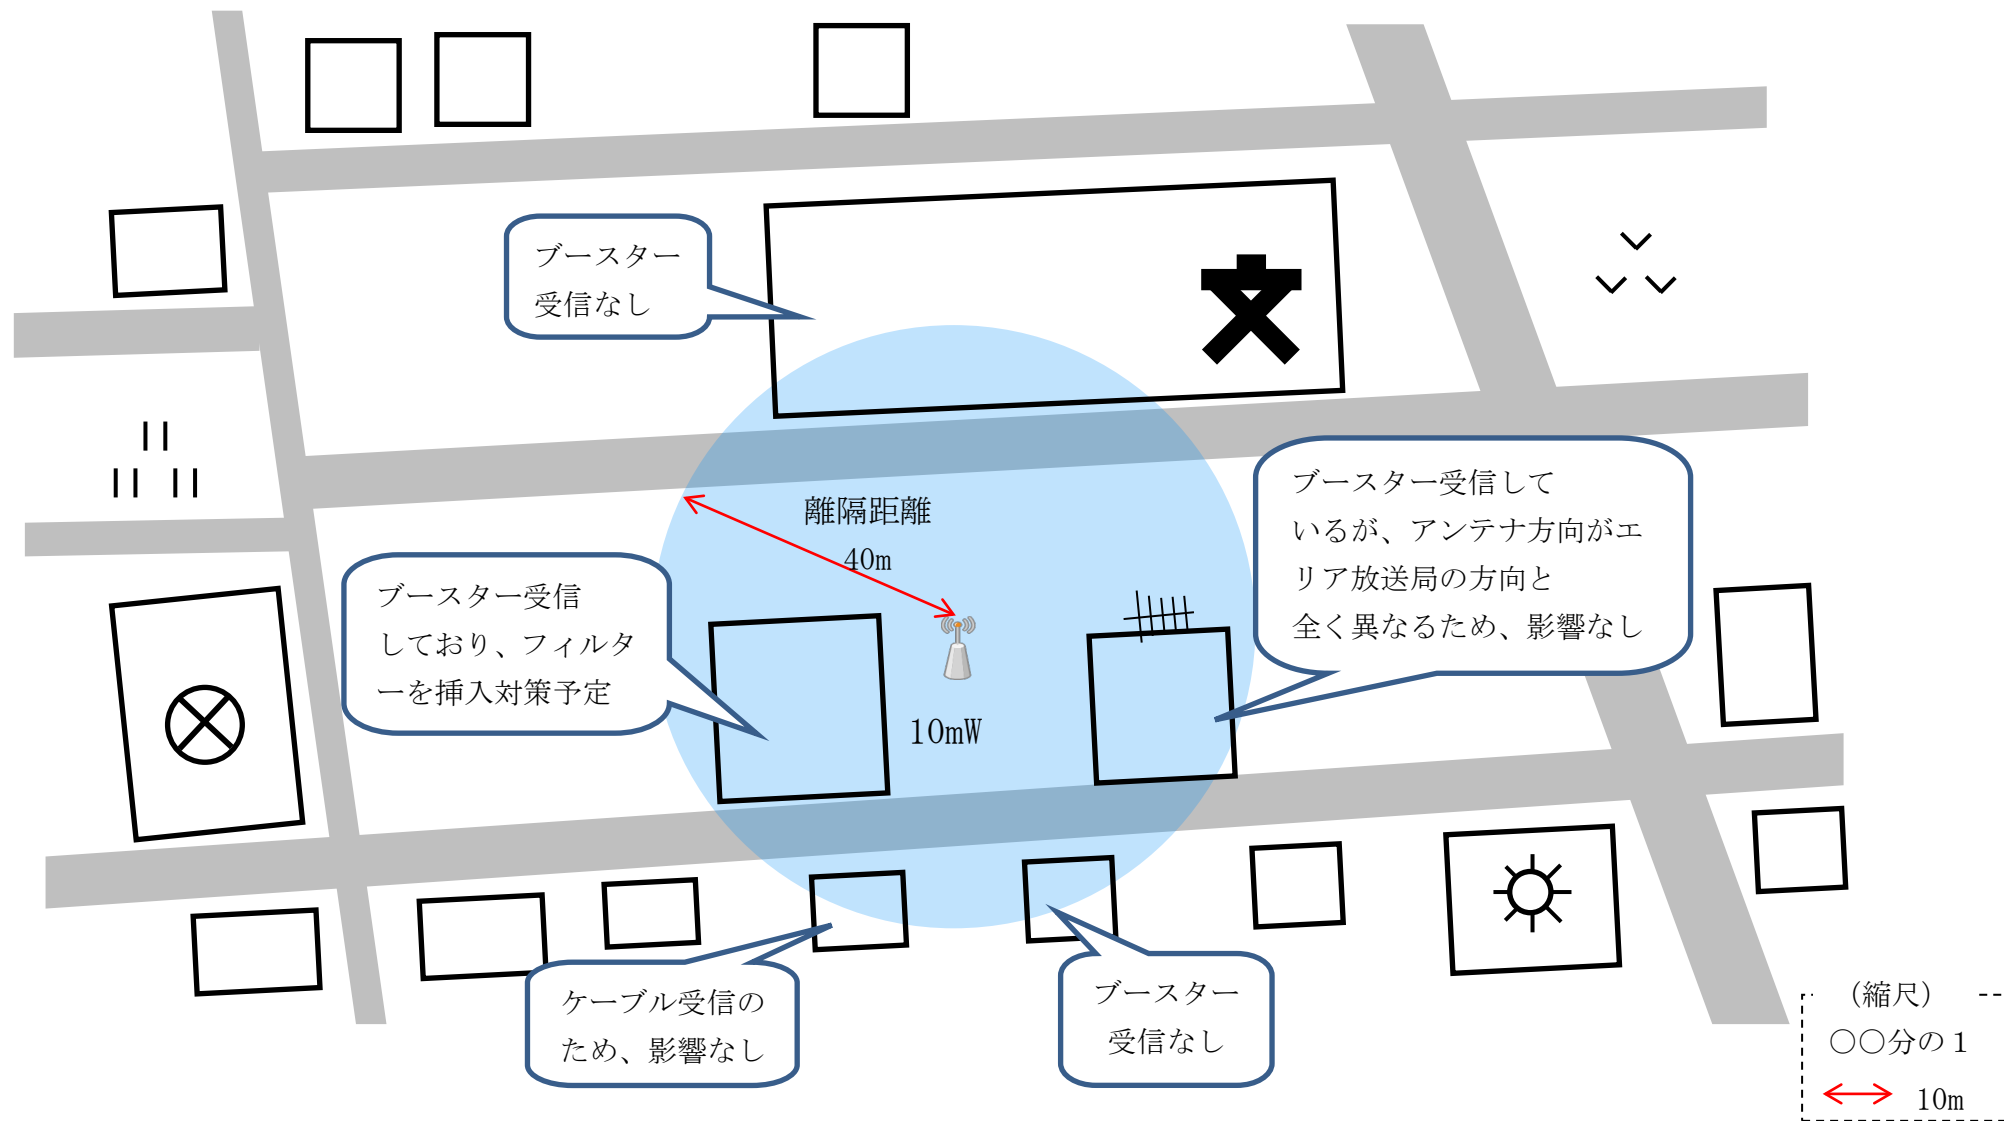 ブースター
受信なし
離隔距離
40m
ブースター受信して
いるが、アンテナ方向がエ
リア放送局の方向と
全く異なるため、影響なし
ブースター受信
しており、フィルタ
ーを挿入対策予定
10mW
ケーブル受信の
ため、影響なし
ブースター
受信なし
（縮尺）
○○分の１
10m